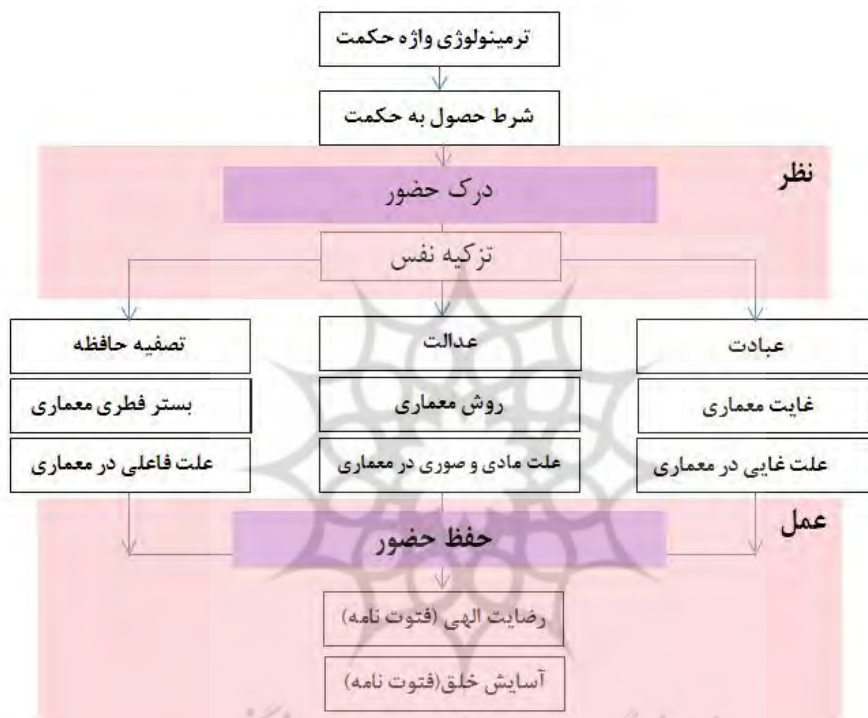 ترمینولوژی واژه حکمت
شرط حصول به حکمت
نظر
درک حضور
تزکیه نفس
عبادت
عدالت
تصفیه حافظه
غایت معماری
روش معماری
بستر فطری معماری
علت غایی در معماری
علت مادی و صوری در معماری
علت فاعلی در معماری
عمل
حفظ حضور
رضایت الهی (فتوت نامه)
آسایش خلق(فتوت نامه)